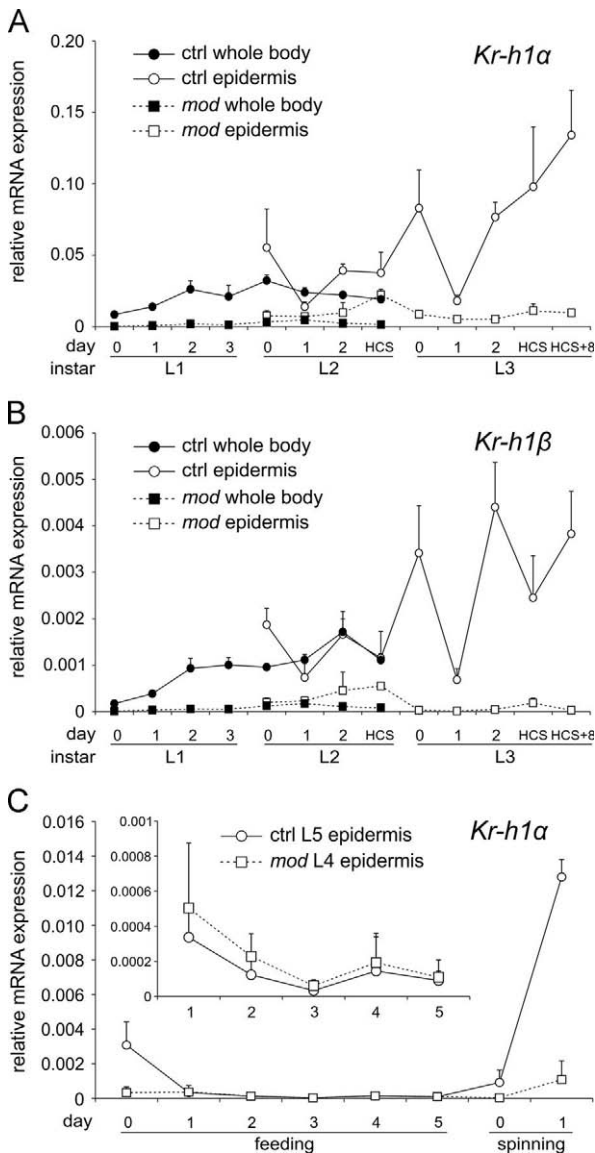 A
Kr-h1α
relative mRNA expression
0.20
0.15
0.10
0.05
0
ctrl whole body
ctrl epidermis
mod whole body
mod epidermis
day 0 1 2 3 0 1 2 HCS 0 1 2 HCS HCS+8
instar L1 L2 L3
B
Kr-h1β
relative mRNA expression
0.006
0.005
0.004
0.003
0.002
0.001
0
ctrl whole body
ctrl epidermis
mod whole body
mod epidermis
day 0 1 2 3 0 1 2 HCS 0 1 2 HCS HCS+8
instar L1 L2 L3
C
Kr-h1α
relative mRNA expression
0.016
0.014
0.012
0.010
0.008
0.006
0.004
0.002
0
0.001
0.0008
0.0006
0.0004
0.0002
0
ctrl L5 epidermis
mod L4 epidermis
1 2 3 4 5
day 0 1 2 3 4 5 0 1
feeding spinning